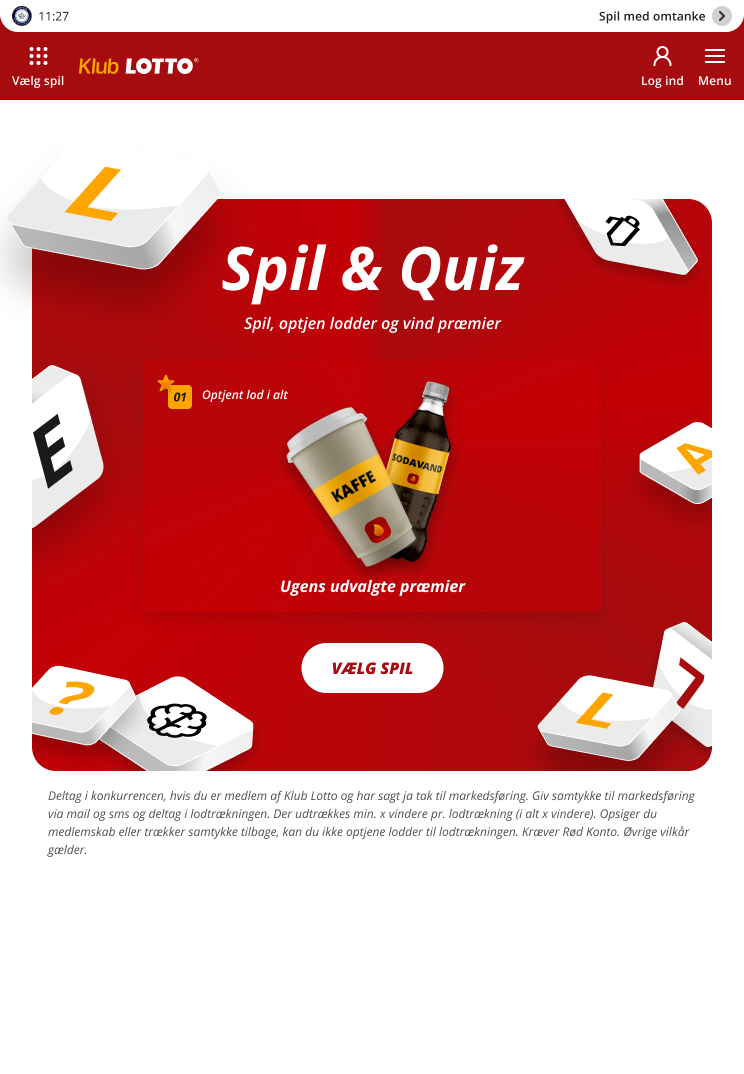 11:27
Spil med omtanke
Vælg spil
Klub LOTTO®
Log ind
Menu
L
Spil & Quiz
Spil, optjen lodder og vind præmier
01
Optjent lod i alt
E
A
KAFFE
SODAVAND
Ugens udvalgte præmier
VÆLG SPIL
?
L
7
Deltag i konkurrencen, hvis du er medlem af Klub Lotto og har sagt ja tak til markedsføring. Giv samtykke til markedsføring
via mail og sms og deltag i lodtrækningen. Der udtrækkes min. x vindere pr. lodtrækning (i alt x vindere). Opsiger du
medlemskab eller trækker samtykke tilbage, kan du ikke optjene lodder til lodtrækningen. Kræver Rød Konto. Øvrige vilkår
gælder.